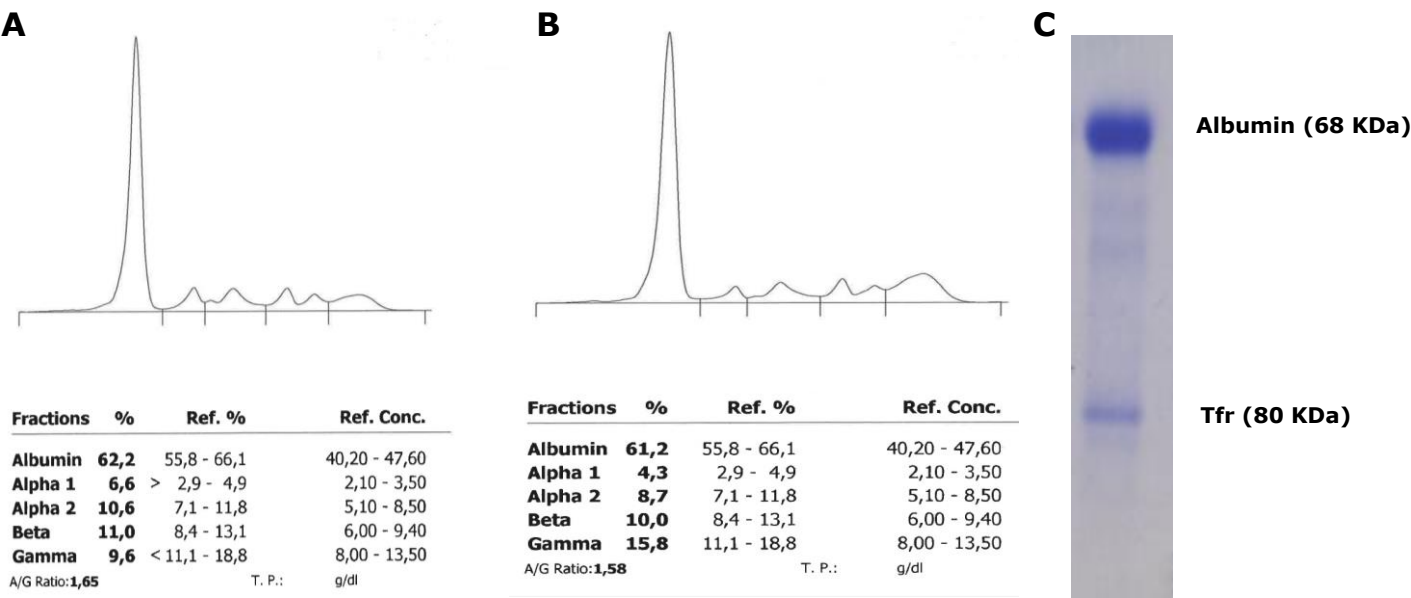 A
B
C
Albumin (68 KDa)
Tfr (80 KDa)
Fractions % Ref. % Ref. Conc.
Albumin 62,2 55,8 - 66,1 40,20 - 47,60
Alpha 1 6,6 > 2,9 - 4,9 2,10 - 3,50
Alpha 2 10,6 7,1 - 11,8 5,10 - 8,50
Beta 11,0 8,4 - 13,1 6,00 - 9,40
Gamma 9,6 < 11,1 - 18,8 8,00 - 13,50
A/G Ratio:1,65 T. P.: g/dl
Fractions % Ref. % Ref. Conc.
Albumin 61,2 55,8 - 66,1 40,20 - 47,60
Alpha 1 4,3 2,9 - 4,9 2,10 - 3,50
Alpha 2 8,7 7,1 - 11,8 5,10 - 8,50
Beta 10,0 8,4 - 13,1 6,00 - 9,40
Gamma 15,8 11,1 - 18,8 8,00 - 13,50
A/G Ratio:1,58 T. P.: g/dl